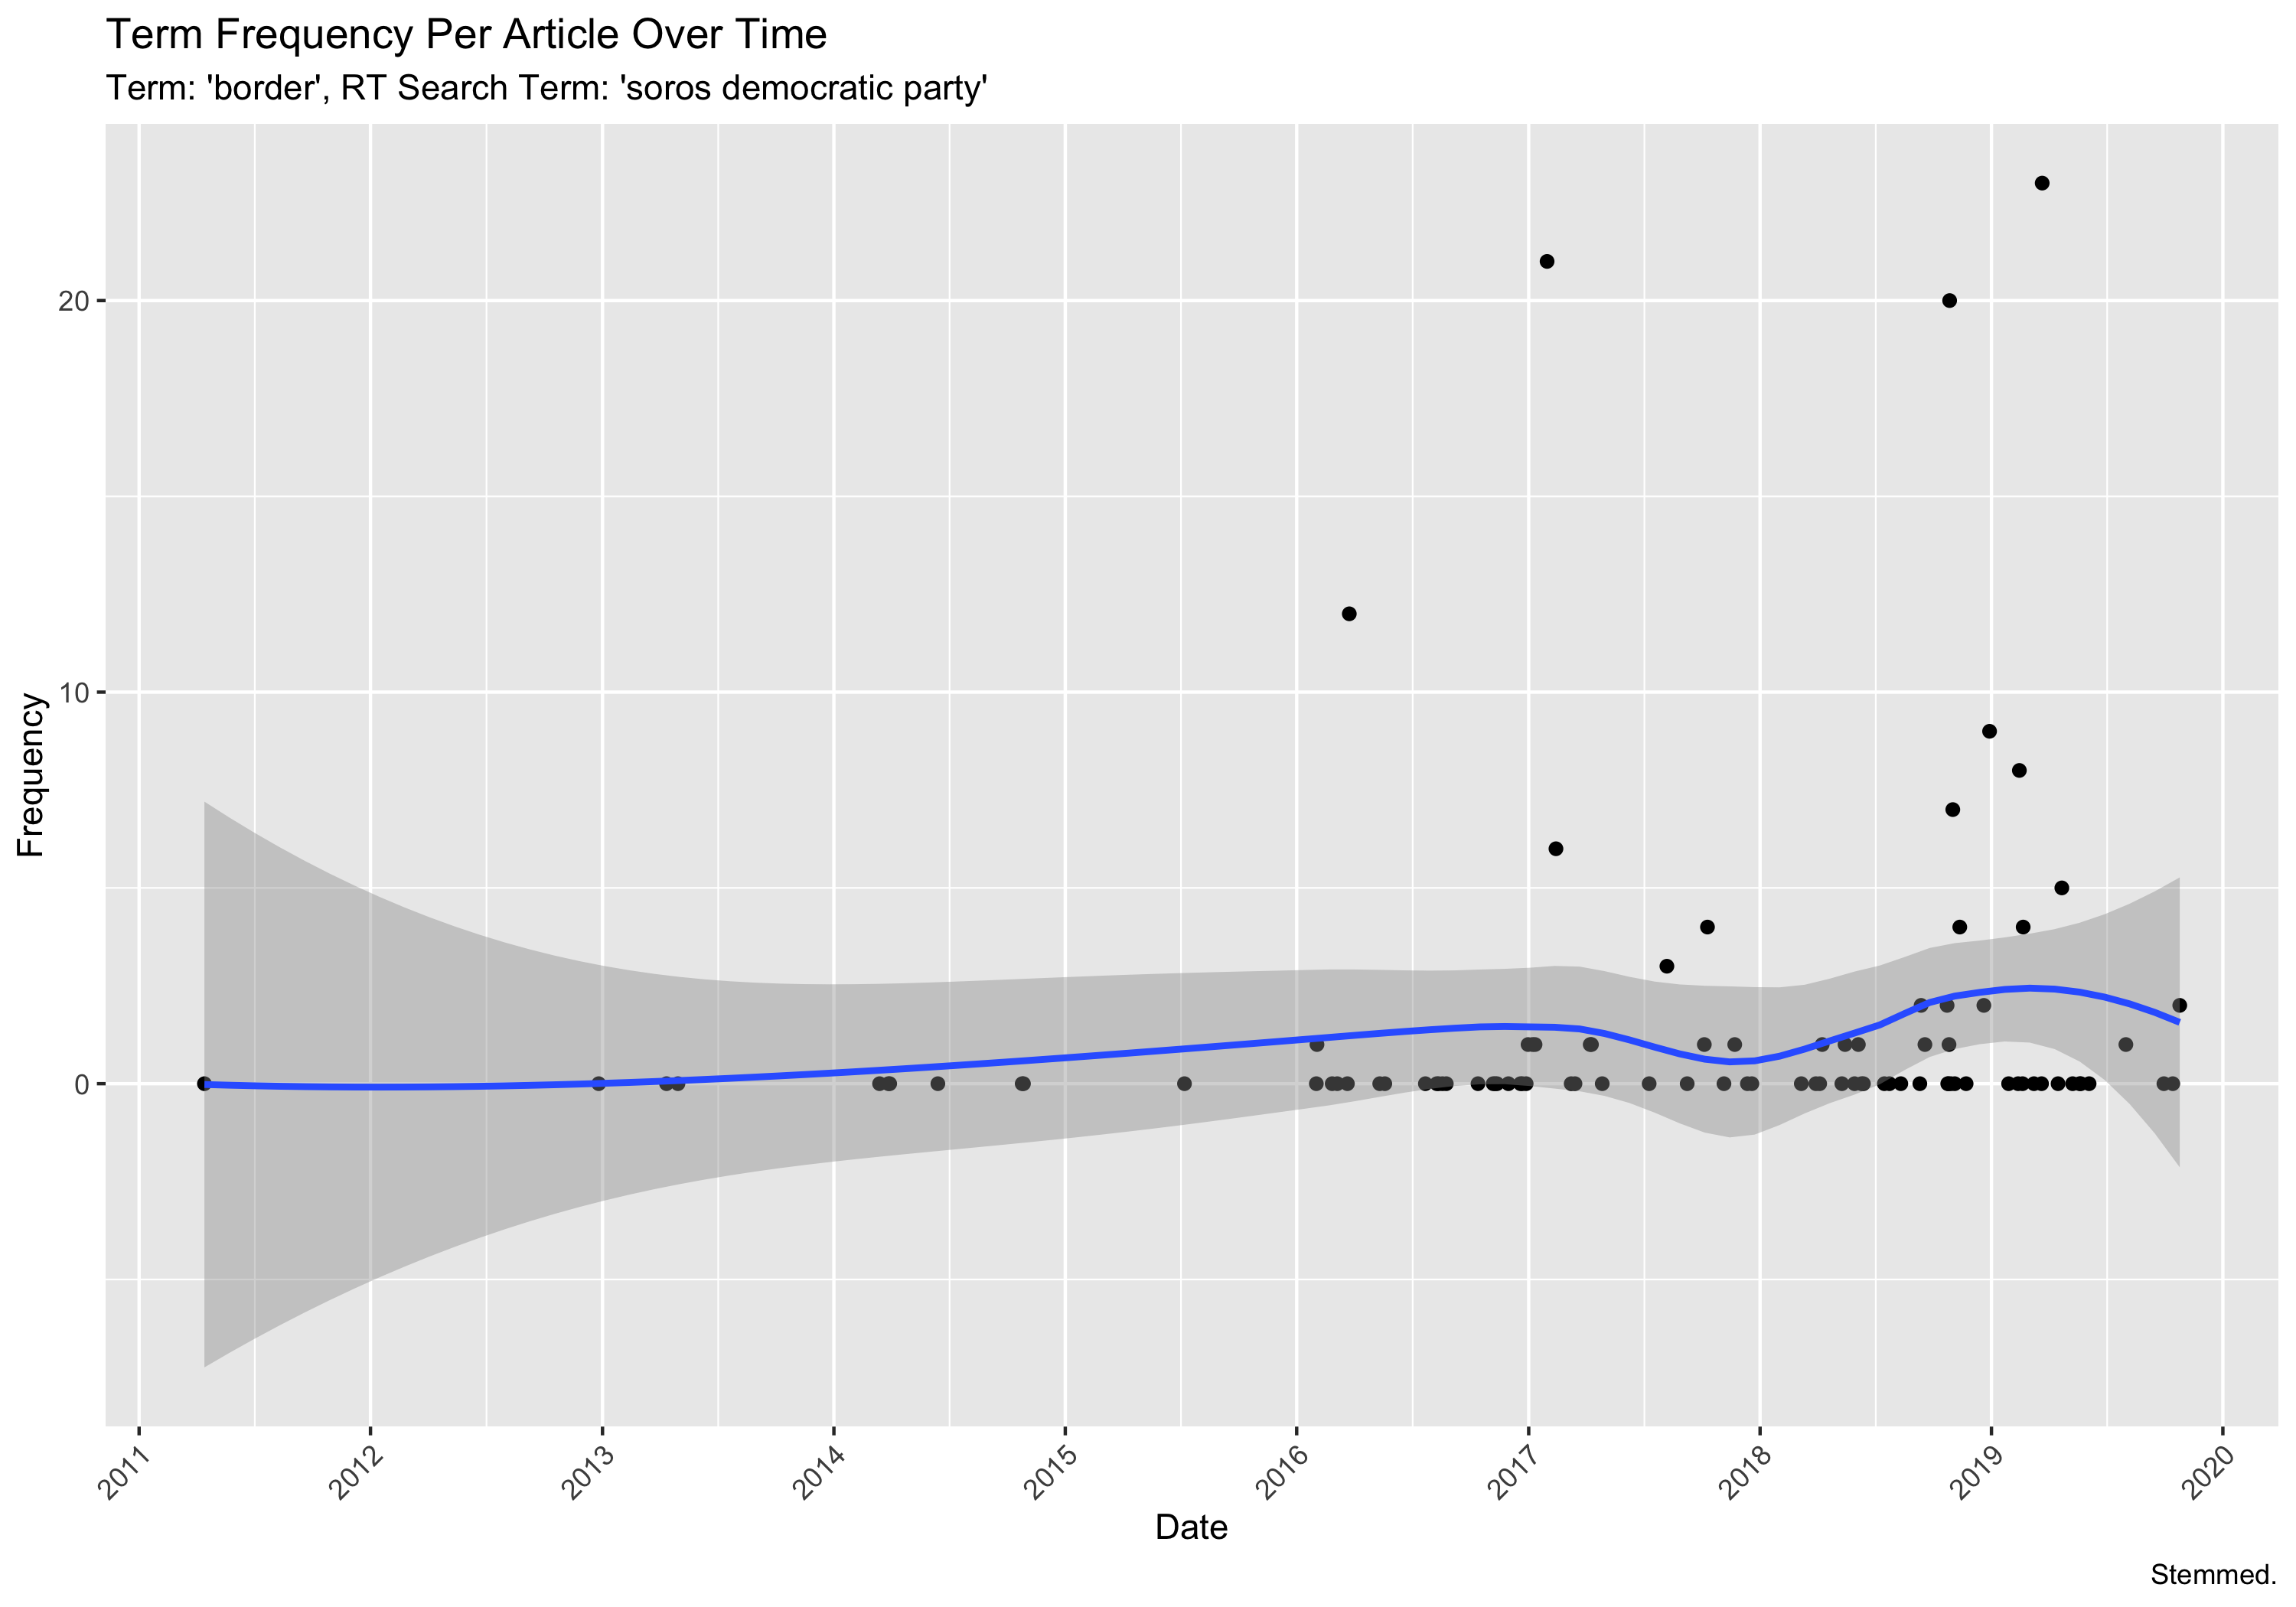 Term Frequency Per Article Over Time
Term: 'border', RT Search Term: 'soros democratic party'
Frequency
20
10
0
2011
2012
2013
2014
2015
2016
2017
2018
2019
2020
Date
Stemmed.